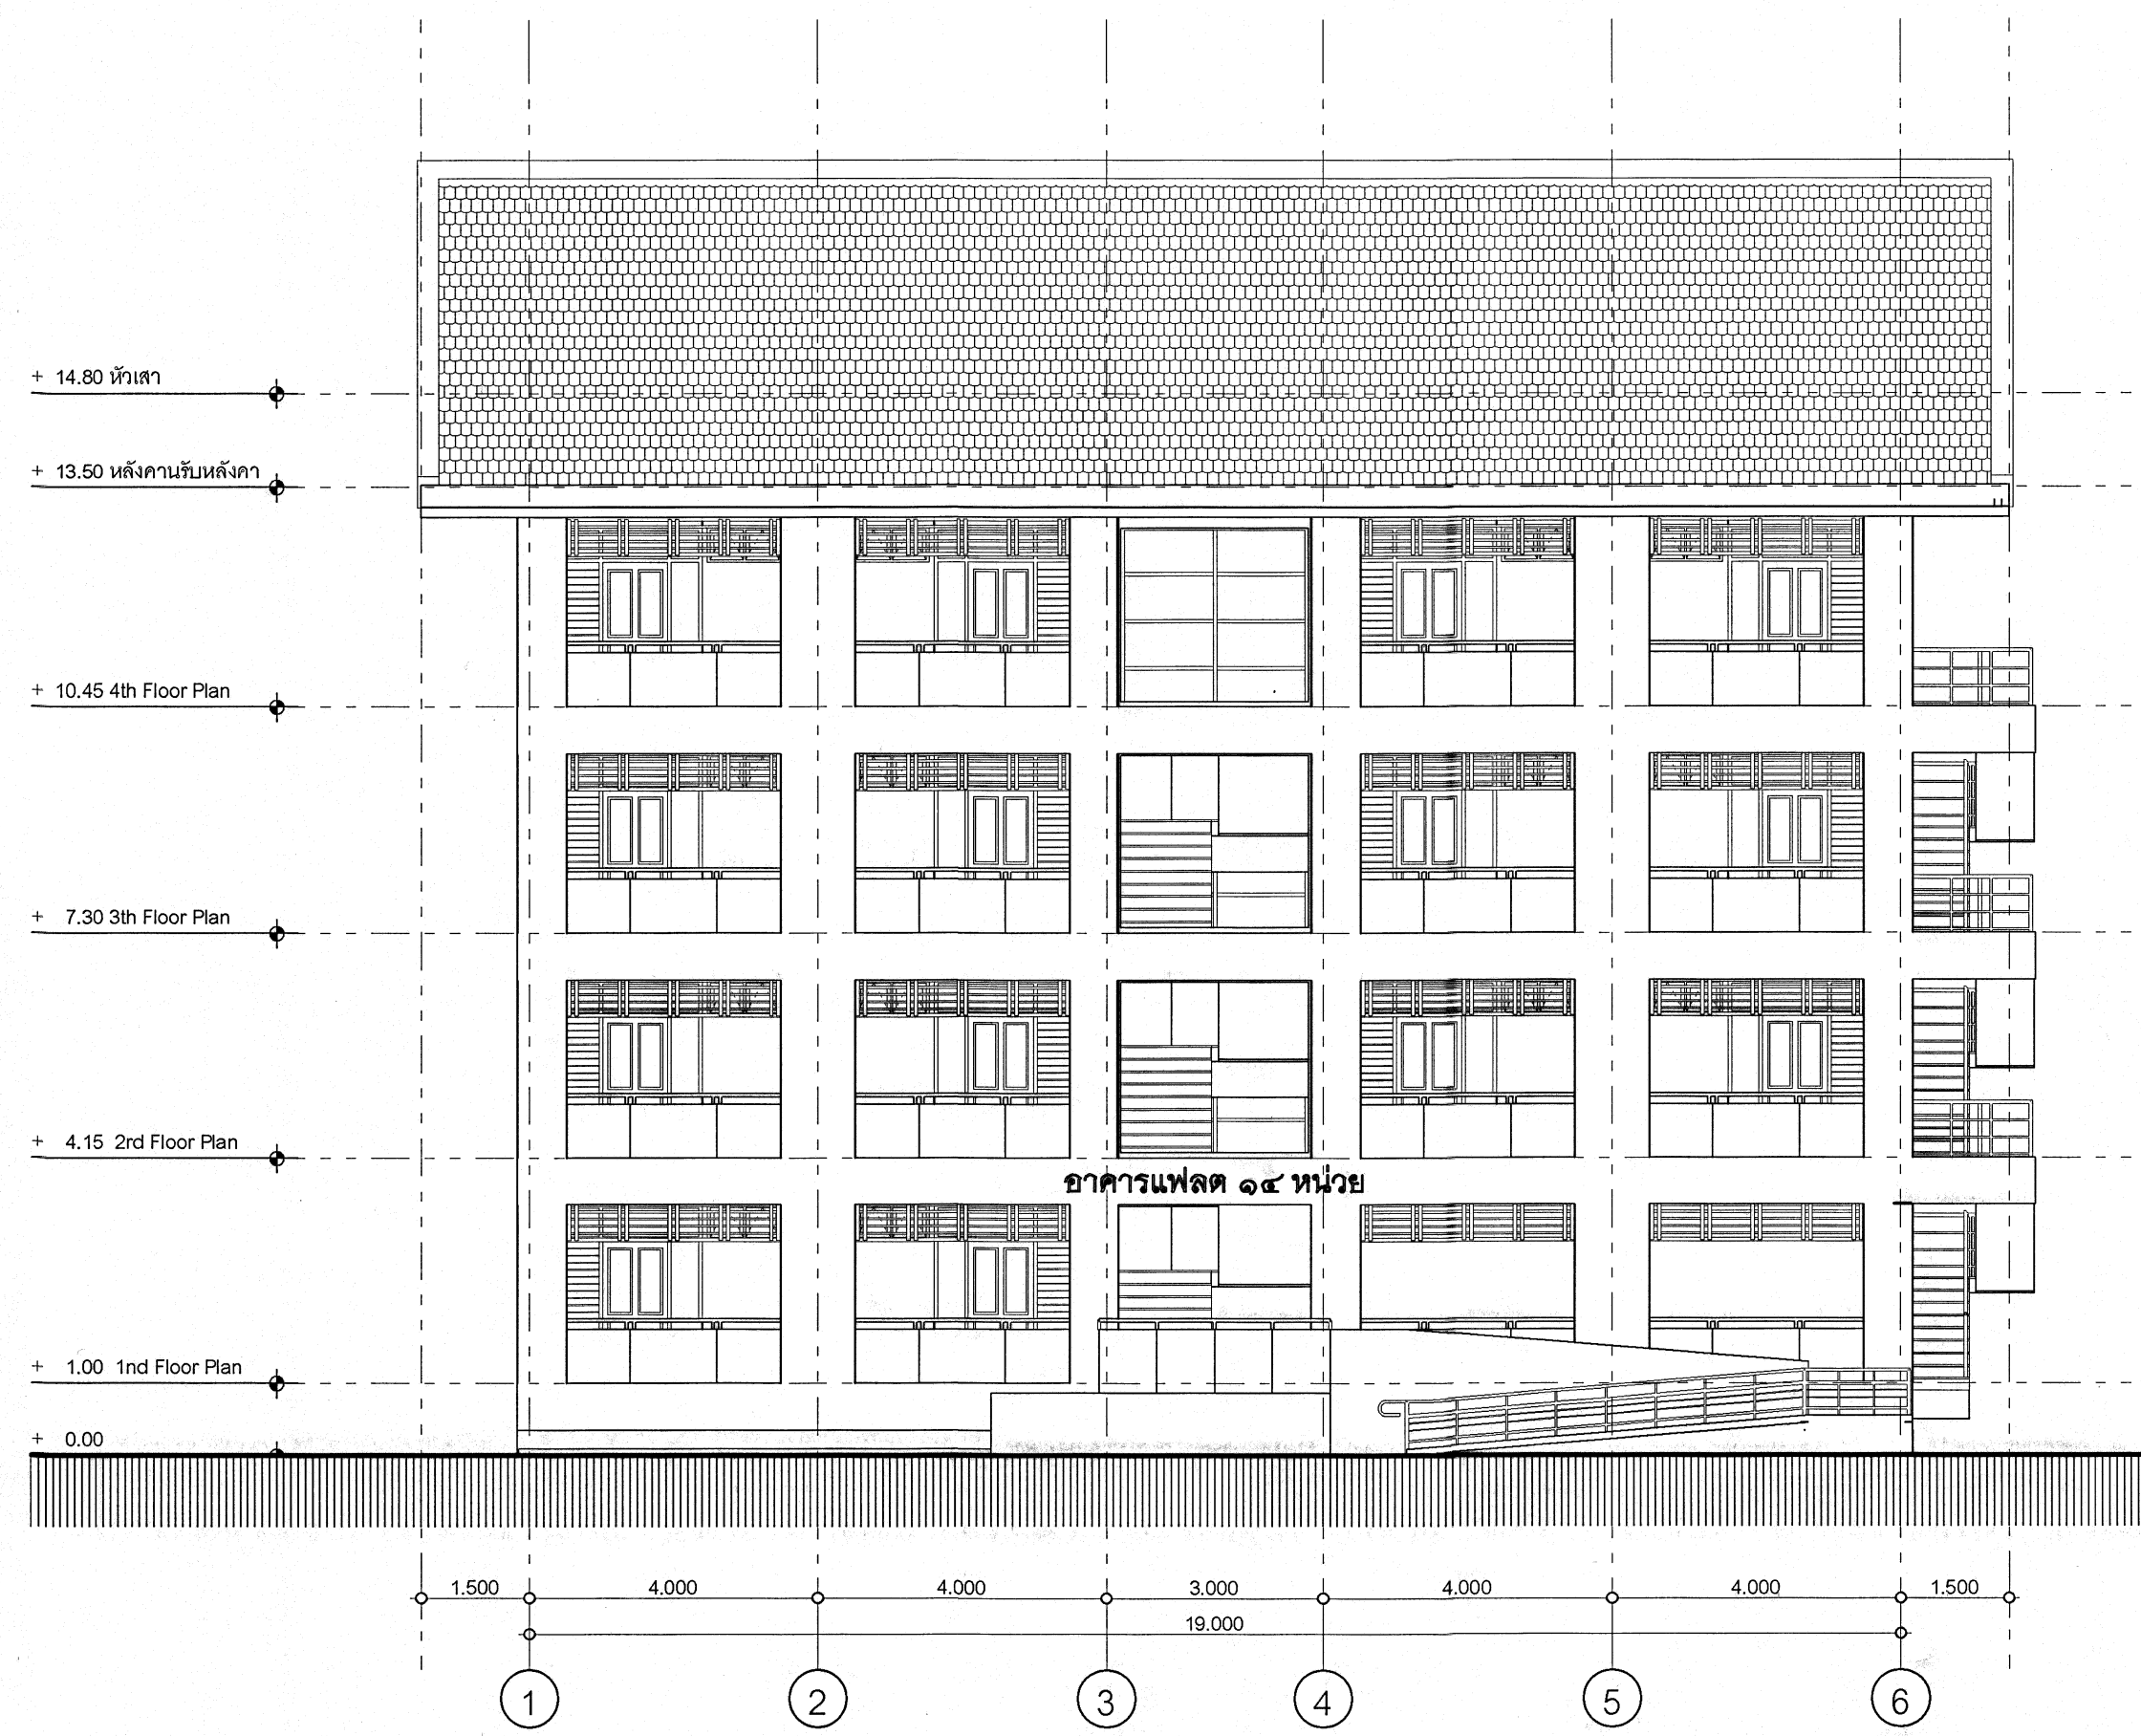 + 14.80 หัวเสา
+ 13.50 หลังคานรับหลังคา
+ 10.45 4th Floor Plan
+ 7.30 3th Floor Plan
+ 4.15 2rd Floor Plan
อาคารแฟลต ๑๔ หน่วย
+ 1.00 1nd Floor Plan
+ 0.00
1.500 4.000 4.000 3.000 4.000 4.000 1.500
19.000
1 2 3 4 5 6